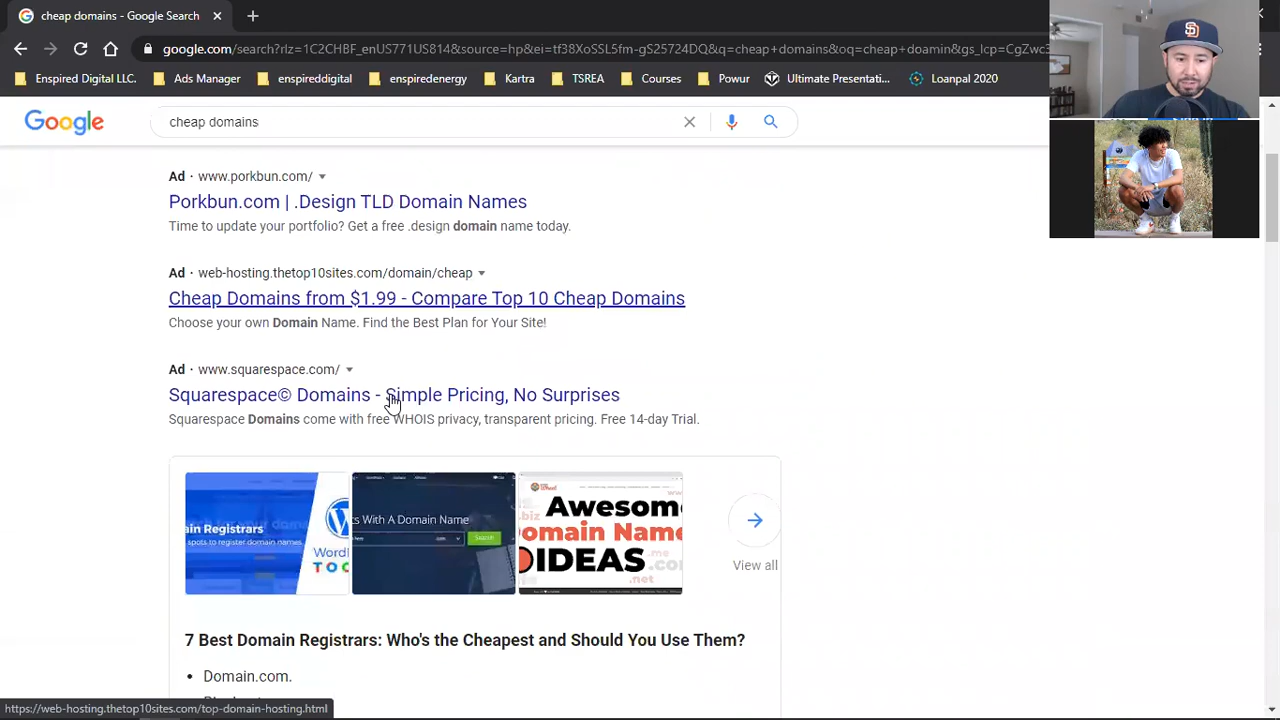 cheap domains - Google Search
google.com/search?rlz=1C2CHBF_enUS771US814&source=hp&ei=tf38XoSSL5fm-gS25724DQ&q=cheap+domains&oq=cheap+doamin&gs_lcp=CgZwc3
Enspired Digital LLC. Ads Manager enspireddigital enspiredenergy Kartra TSREA Courses Powur Ultimate Presentati... Loanpal 2020
Google cheap domains
Ad · www.porkbun.com/
Porkbun.com | .Design TLD Domain Names
Time to update your portfolio? Get a free .design domain name today.
Ad · web-hosting.thetop10sites.com/domain/cheap
Cheap Domains from $1.99 - Compare Top 10 Cheap Domains
Choose your own Domain Name. Find the Best Plan for Your Site!
Ad · www.squarespace.com/
Squarespace© Domains - Simple Pricing, No Surprises
Squarespace Domains come with free WHOIS privacy, transparent pricing. Free 14-day Trial.
ain Registrars
spots to register domain names.
Word
TO
ts With A Domain Name
.com
Search
Awesom
.biz
omain Name
.me
IDEAS .co
.net
View all
7 Best Domain Registrars: Who's the Cheapest and Should You Use Them?
• Domain.com.
https://web-hosting.thetop10sites.com/top-domain-hosting.html